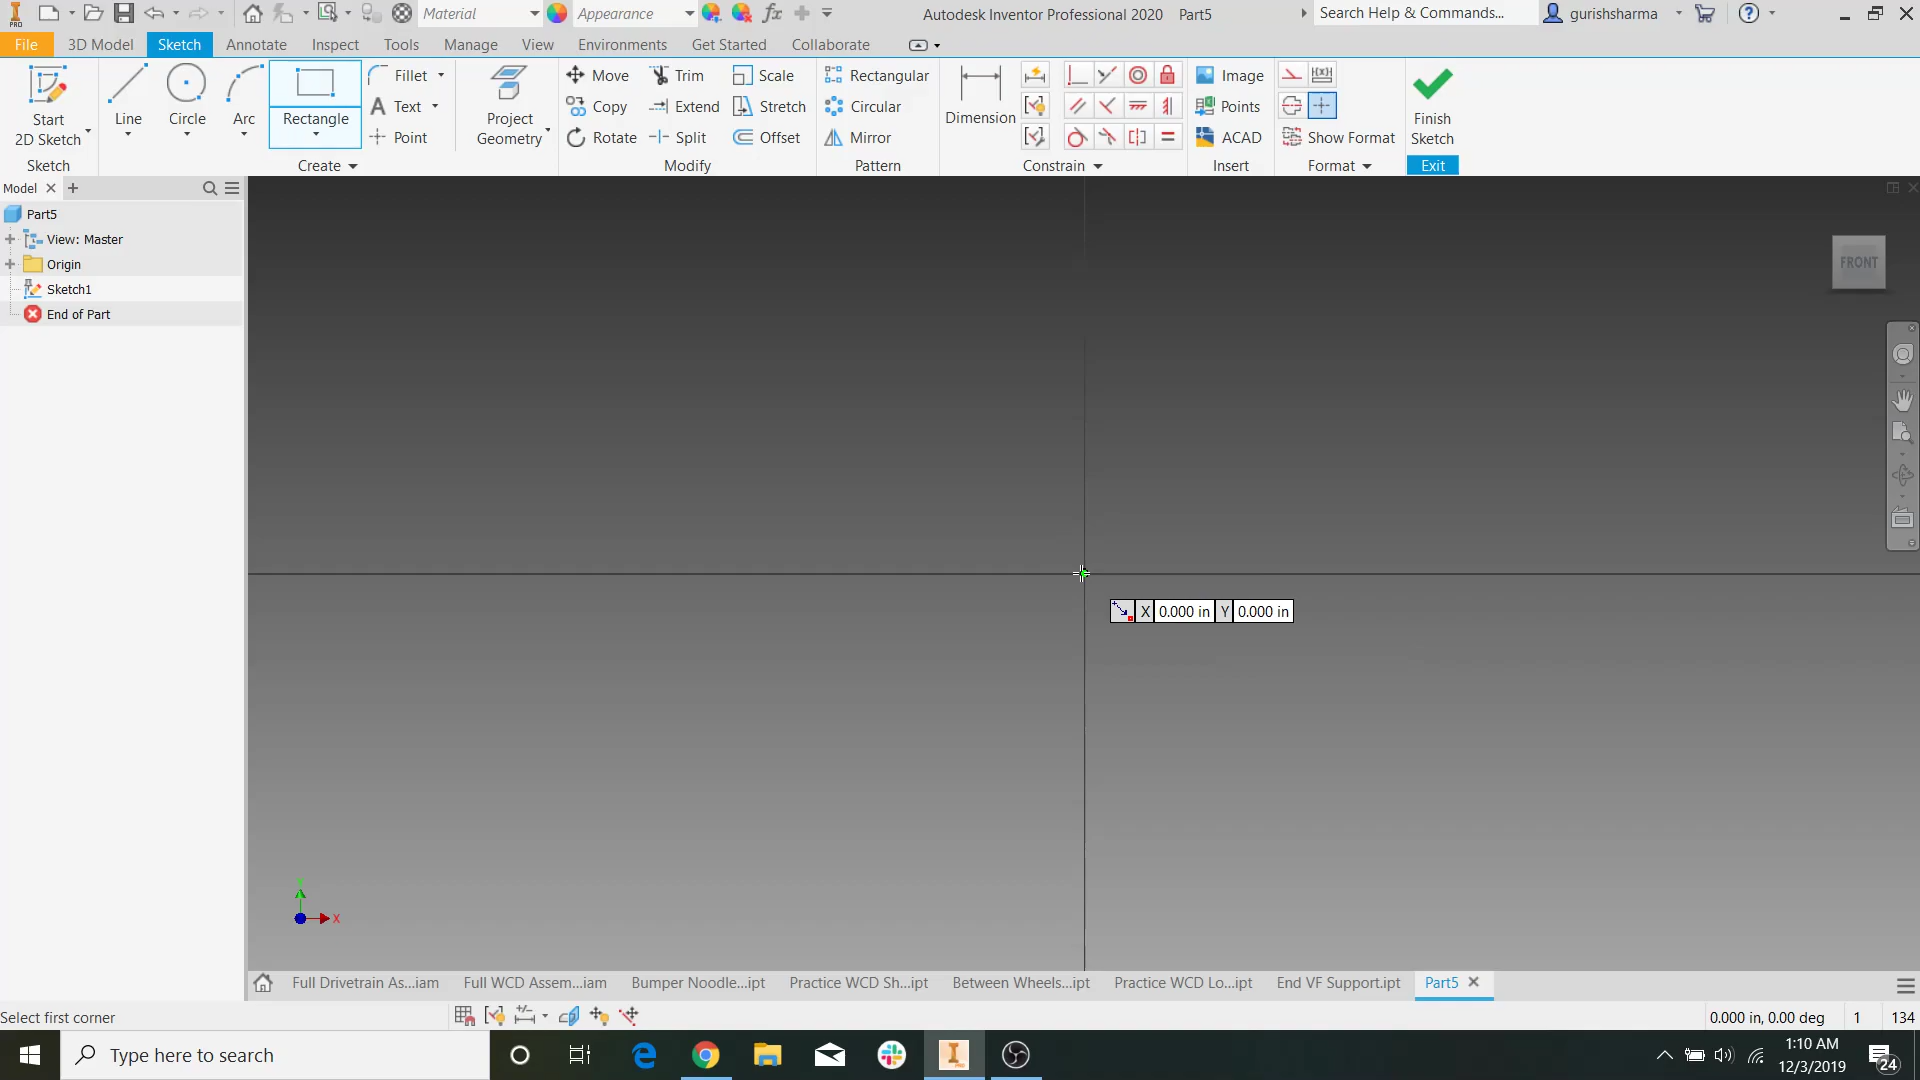 Material
Appearance
Autodesk Inventor Professional 2020 Part5
Search Help & Commands...
gurishsharma
PRO
File 3D Model Sketch Annotate Inspect Tools Manage View Environments Get Started Collaborate
Start
2D Sketch
Line
Circle
Arc
Rectangle
Fillet
Text
Point
Project
Geometry
Move
Copy
Rotate
Trim
Extend
Split
Scale
Stretch
Offset
Rectangular
Circular
Mirror
Dimension
Image
Points
ACAD
Show Format
Finish
Sketch
Sketch Create Modify Pattern Constrain Insert Format Exit
Model
Part5
View: Master
Origin
Sketch1
End of Part
FRONT
X 0.000 in Y 0.000 in
X
Full Drivetrain As...iam Full WCD Assem...iam Bumper Noodle...ipt Practice WCD Sh...ipt Between Wheels...ipt Practice WCD Lo...ipt End VF Support.ipt Part5
Select first corner
0.000 in, 0.00 deg 1 134
Type here to search
1:10 AM
12/3/2019
24